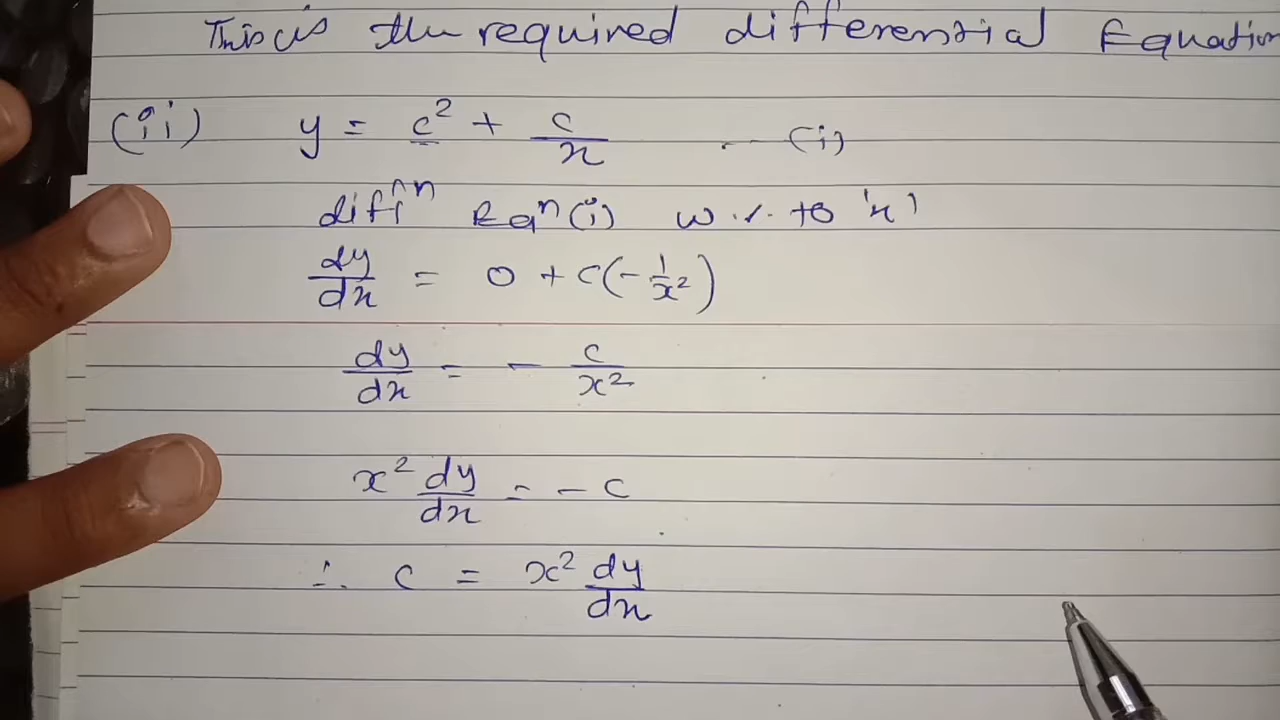 This is the required differential Equation
(ii) y = c² + c/x --- (i)
diffⁿ Eqⁿ (i) w.r. to 'x'
dy/dx = 0 + c(-1/x²)
dy/dx = - c/x²
x² dy/dx = - c
∴ c = x² dy/dx